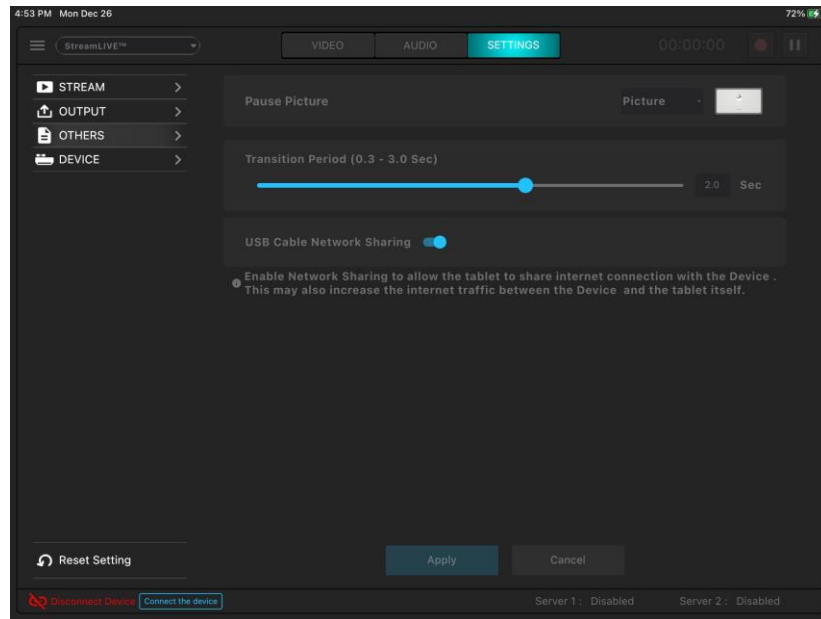 4:53 PM Mon Dec 26
72%
StreamLIVE™
VIDEO
AUDIO
SETTINGS
00:00:00
STREAM
OUTPUT
OTHERS
DEVICE
Pause Picture
Picture
Transition Period (0.3 - 3.0 Sec)
2.0 Sec
USB Cable Network Sharing
Enable Network Sharing to allow the tablet to share internet connection with the Device .
This may also increase the internet traffic between the Device and the tablet itself.
Reset Setting
Apply
Cancel
Disconnect Device
Connect the device
Server 1 : Disabled
Server 2 : Disabled